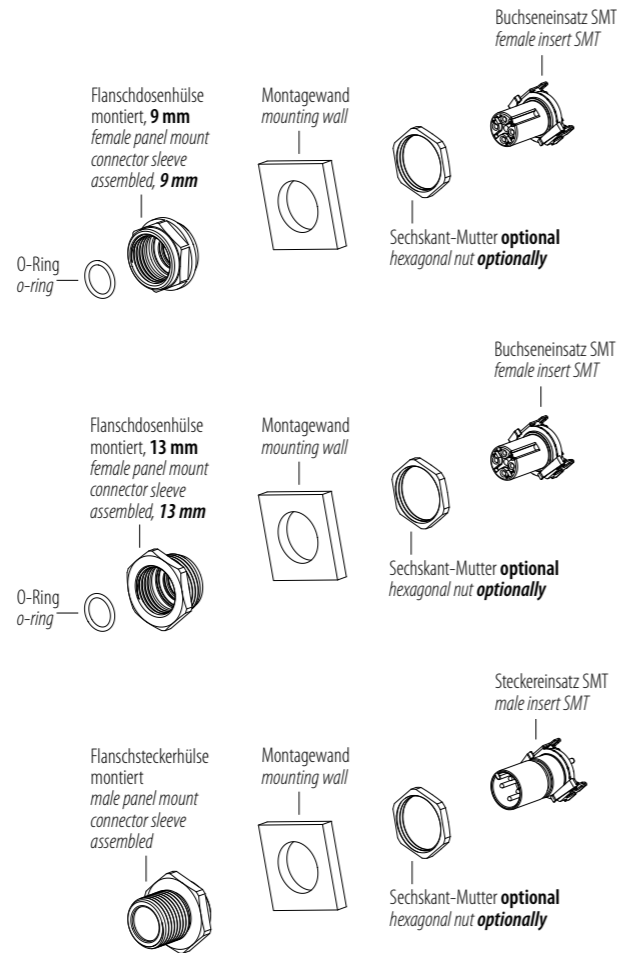 Buchseneinsatz SMT
female insert SMT
Flanschdosenhülse
montiert, 9 mm
female panel mount
connector sleeve
assembled, 9 mm
Montagewand
mounting wall
Sechskant-Mutter optional
hexagonal nut optionally
O-Ring
o-ring
Buchseneinsatz SMT
female insert SMT
Flanschdosenhülse
montiert, 13 mm
female panel mount
connector sleeve
assembled, 13 mm
Montagewand
mounting wall
Sechskant-Mutter optional
hexagonal nut optionally
O-Ring
o-ring
Steckereinsatz SMT
male insert SMT
Flanschsteckerhülse
montiert
male panel mount
connector sleeve
assembled
Montagewand
mounting wall
Sechskant-Mutter optional
hexagonal nut optionally